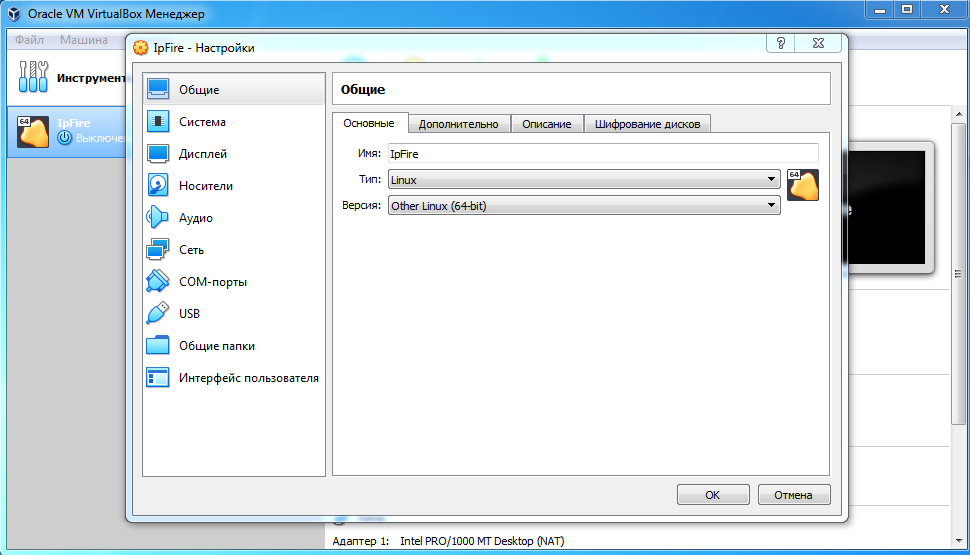 Oracle VM VirtualBox Менеджер
Файл Машина
IpFire - Настройки
Инструмент
64
IpFire
Выключе
Общие
Система
Дисплей
Носители
Аудио
Сеть
COM-порты
USB
Общие папки
Интерфейс пользователя
Общие
Основные Дополнительно Описание Шифрование дисков
Имя: IpFire
Тип: Linux
64
Версия: Other Linux (64-bit)
OK Отмена
Адаптер 1: Intel PRO/1000 MT Desktop (NAT)